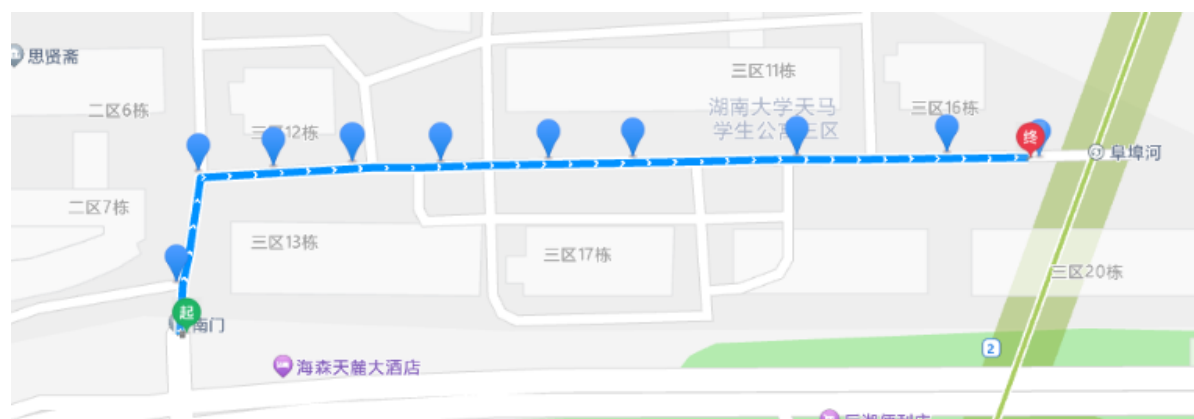 思贤斋
三区11栋
二区6栋
湖南大学天马
学生公寓三区
三区16栋
三区12栋
终
阜埠河
二区7栋
三区13栋
三区17栋
三区20栋
起
南门
2
海森天麓大酒店